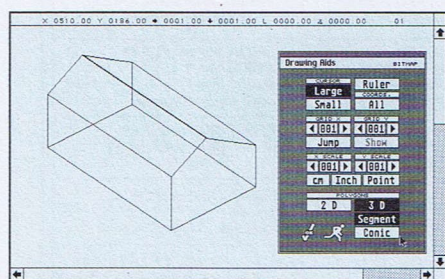 X 0510.00 Y 0186.00 0001.00 0001.00 L 0000.00 ∡ 0000.00 01
Drawing Aids BITMAP
CURSOR Ruler
Large COORDS.
Small All
GRID X GRID Y
001 001
Jump Show
X SCALE Y SCALE
001 001
cm Inch Point
POLYGONS
2 D 3 D
Segment
Conic